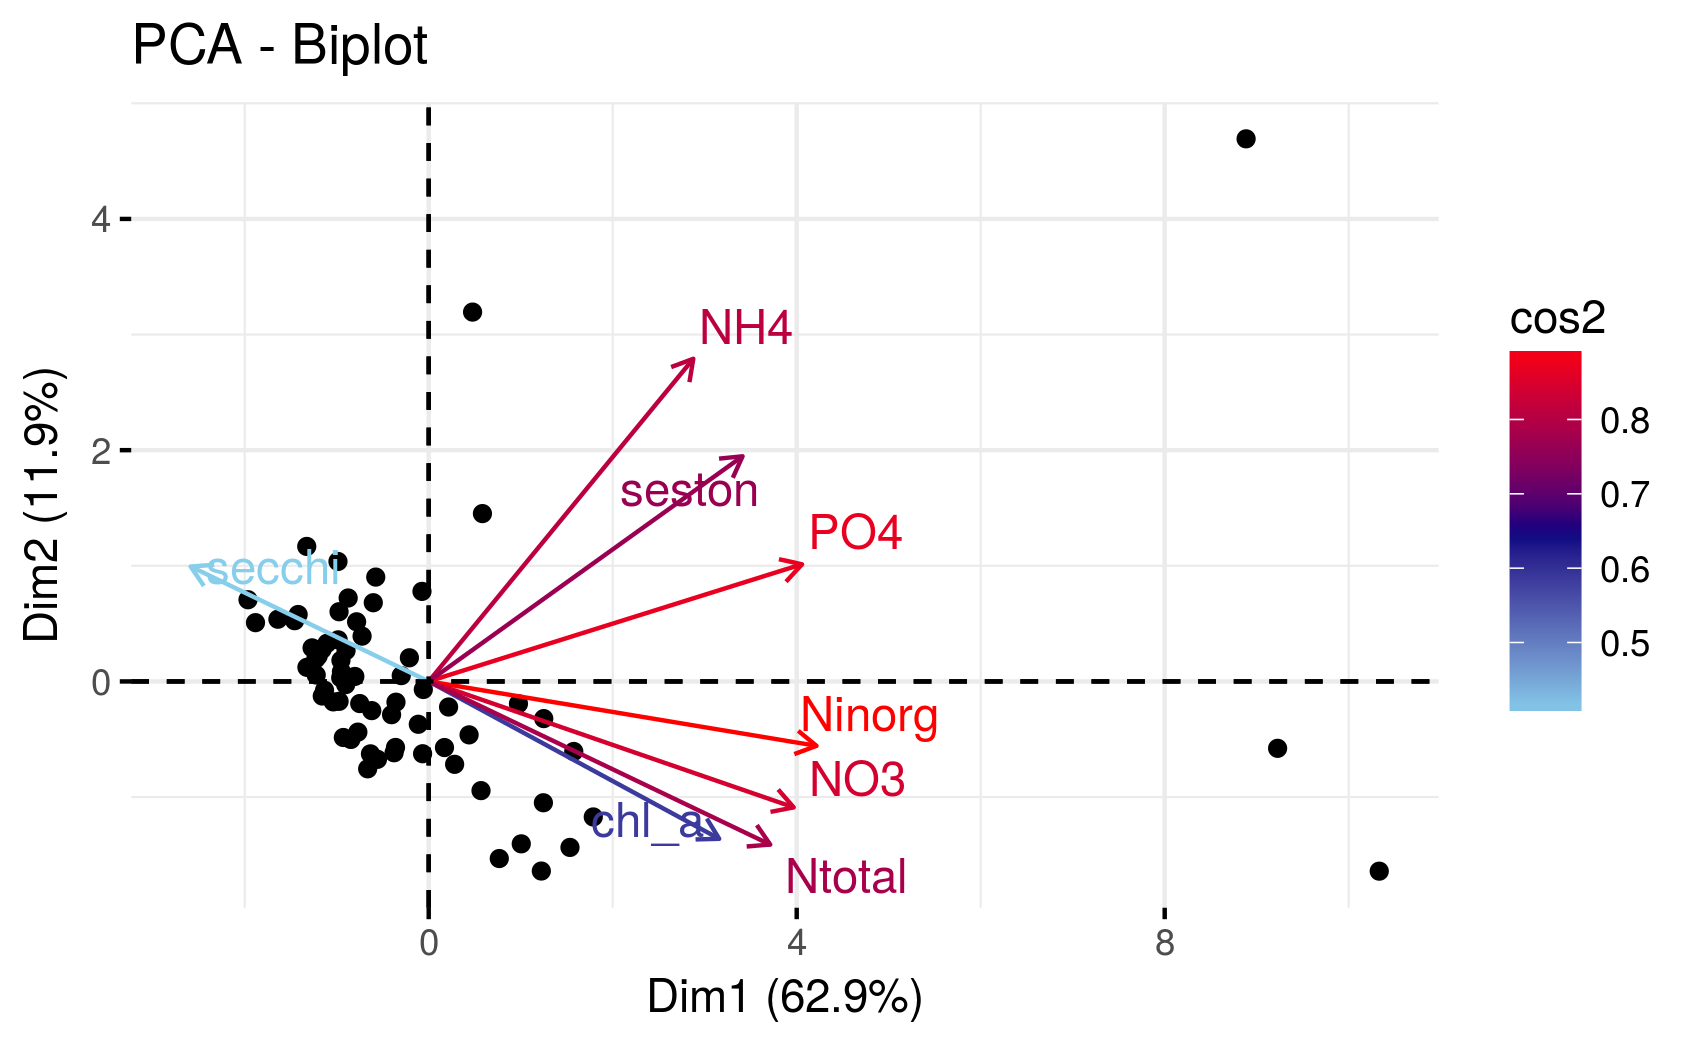 PCA - Biplot
NH4
seston
PO4
secchi
Ninorg
NO3
chl_a
Ntotal
4
2
0
0
4
8
Dim1 (62.9%)
Dim2 (11.9%)
cos2
0.8
0.7
0.6
0.5